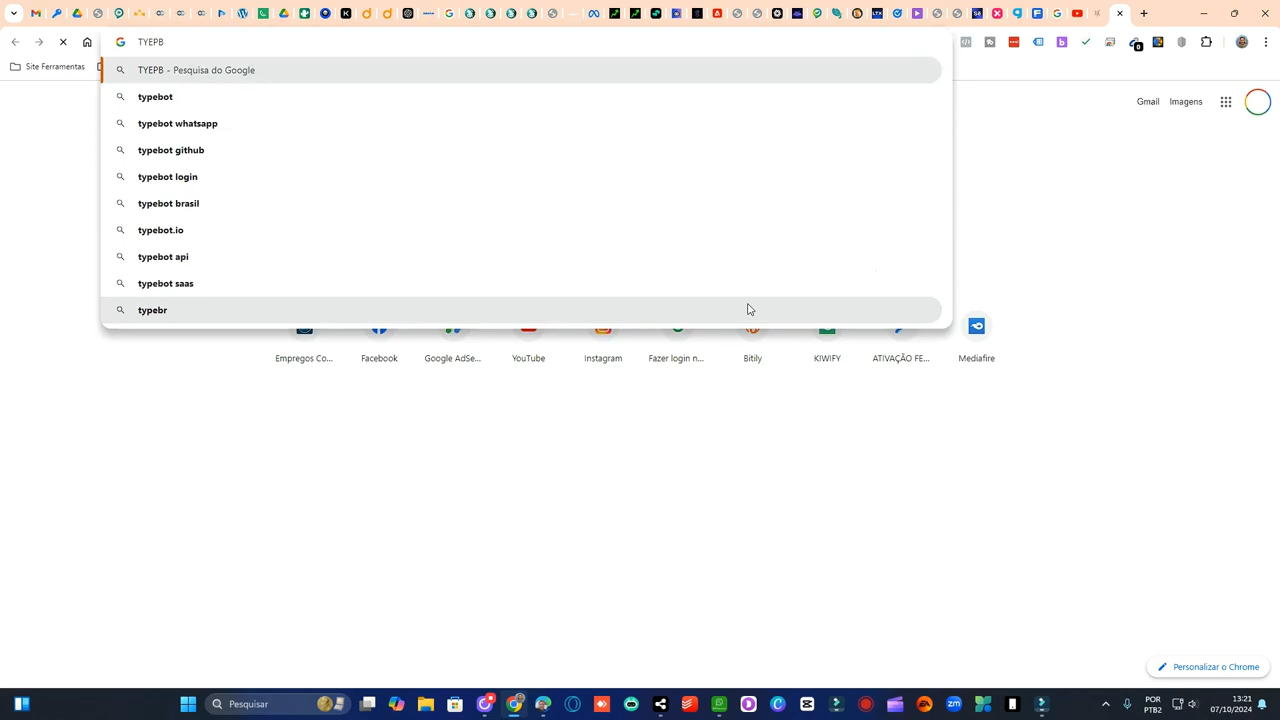 TYEPB
Site Ferramentas
TYEPB - Pesquisa do Google
typebot
typebot whatsapp
typebot github
typebot login
typebot brasil
typebot.io
typebot api
typebot saas
typebr
Gmail Imagens
Empregos Co... Facebook Google AdSe... YouTube Instagram Fazer login n... Bitily KIWIFY ATIVAÇÃO FE... Mediafire
Personalizar o Chrome
Pesquisar
POR
PTB2
13:21
07/10/2024